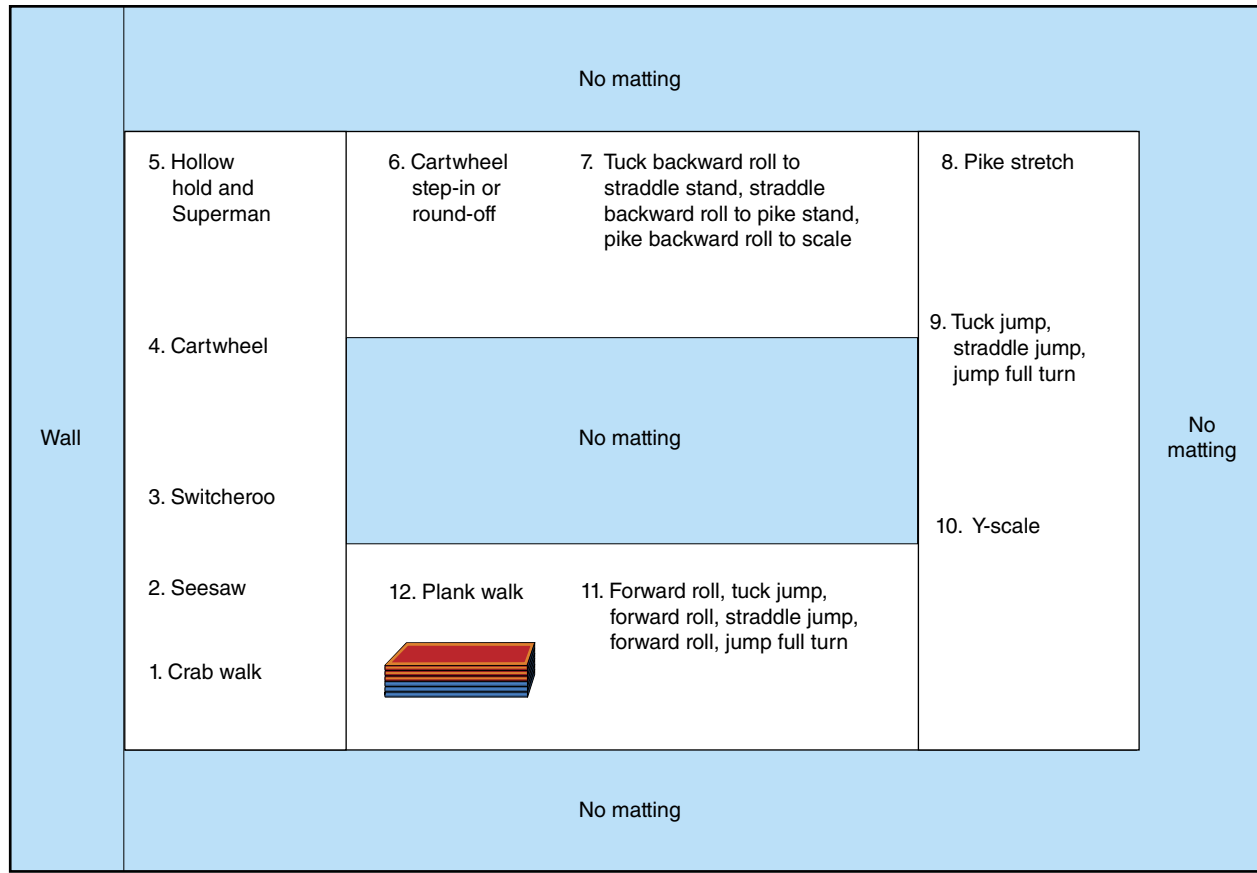 No matting
5. Hollow
hold and
Superman
6. Cartwheel
step-in or
round-off
7. Tuck backward roll to
straddle stand, straddle
backward roll to pike stand,
pike backward roll to scale
8. Pike stretch
4. Cartwheel
9. Tuck jump,
straddle jump,
jump full turn
Wall
No matting
No
matting
3. Switcheroo
10. Y-scale
2. Seesaw
12. Plank walk
11. Forward roll, tuck jump,
forward roll, straddle jump,
forward roll, jump full turn
1. Crab walk
No matting